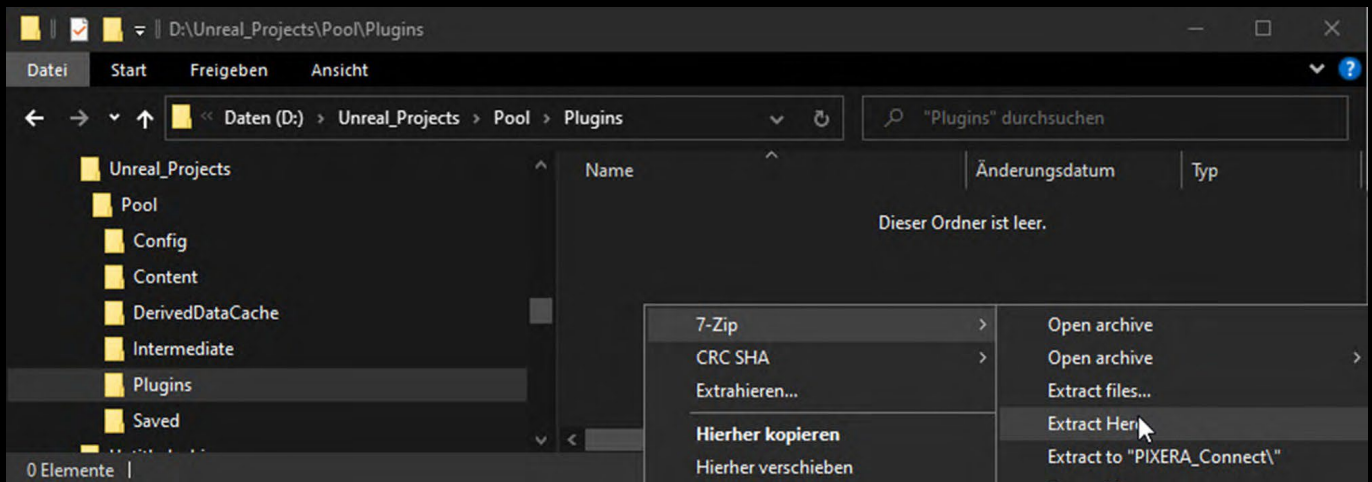 D:\Unreal_Projects\Pool\Plugins
Datei Start Freigeben Ansicht
« Daten (D:) > Unreal_Projects > Pool > Plugins "Plugins" durchsuchen
Unreal_Projects
Pool
Config
Content
DerivedDataCache
Intermediate
Plugins
Saved
0 Elemente
Name Änderungsdatum Typ
Dieser Ordner ist leer.
7-Zip
CRC SHA
Extrahieren...
Hierher kopieren
Hierher verschieben
Open archive
Open archive
Extract files...
Extract Here
Extract to "PIXERA_Connect\"